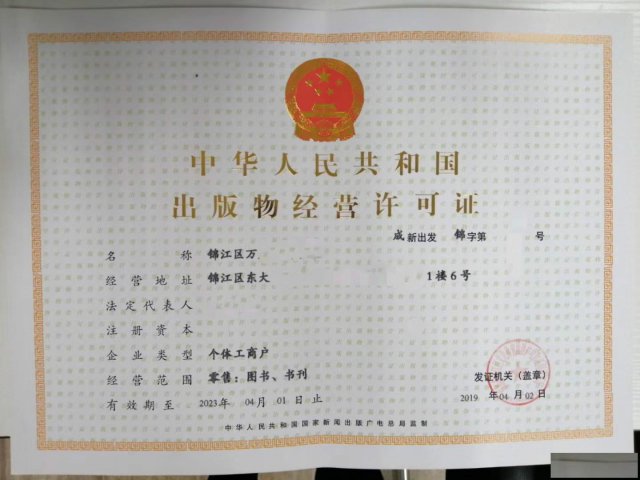 中华人民共和国
出版物经营许可证
成新出发 锦字第 号
名称 锦江区万
经营地址 锦江区东大 1楼6号
法定代表人
注册资本
企业类型 个体工商户
经营范围 零售：图书、书刊
有效期至 2023年 04月 01日止
发证机关（盖章）
2019 年04月02日
中华人民共和国国家新闻出版广电总局监制